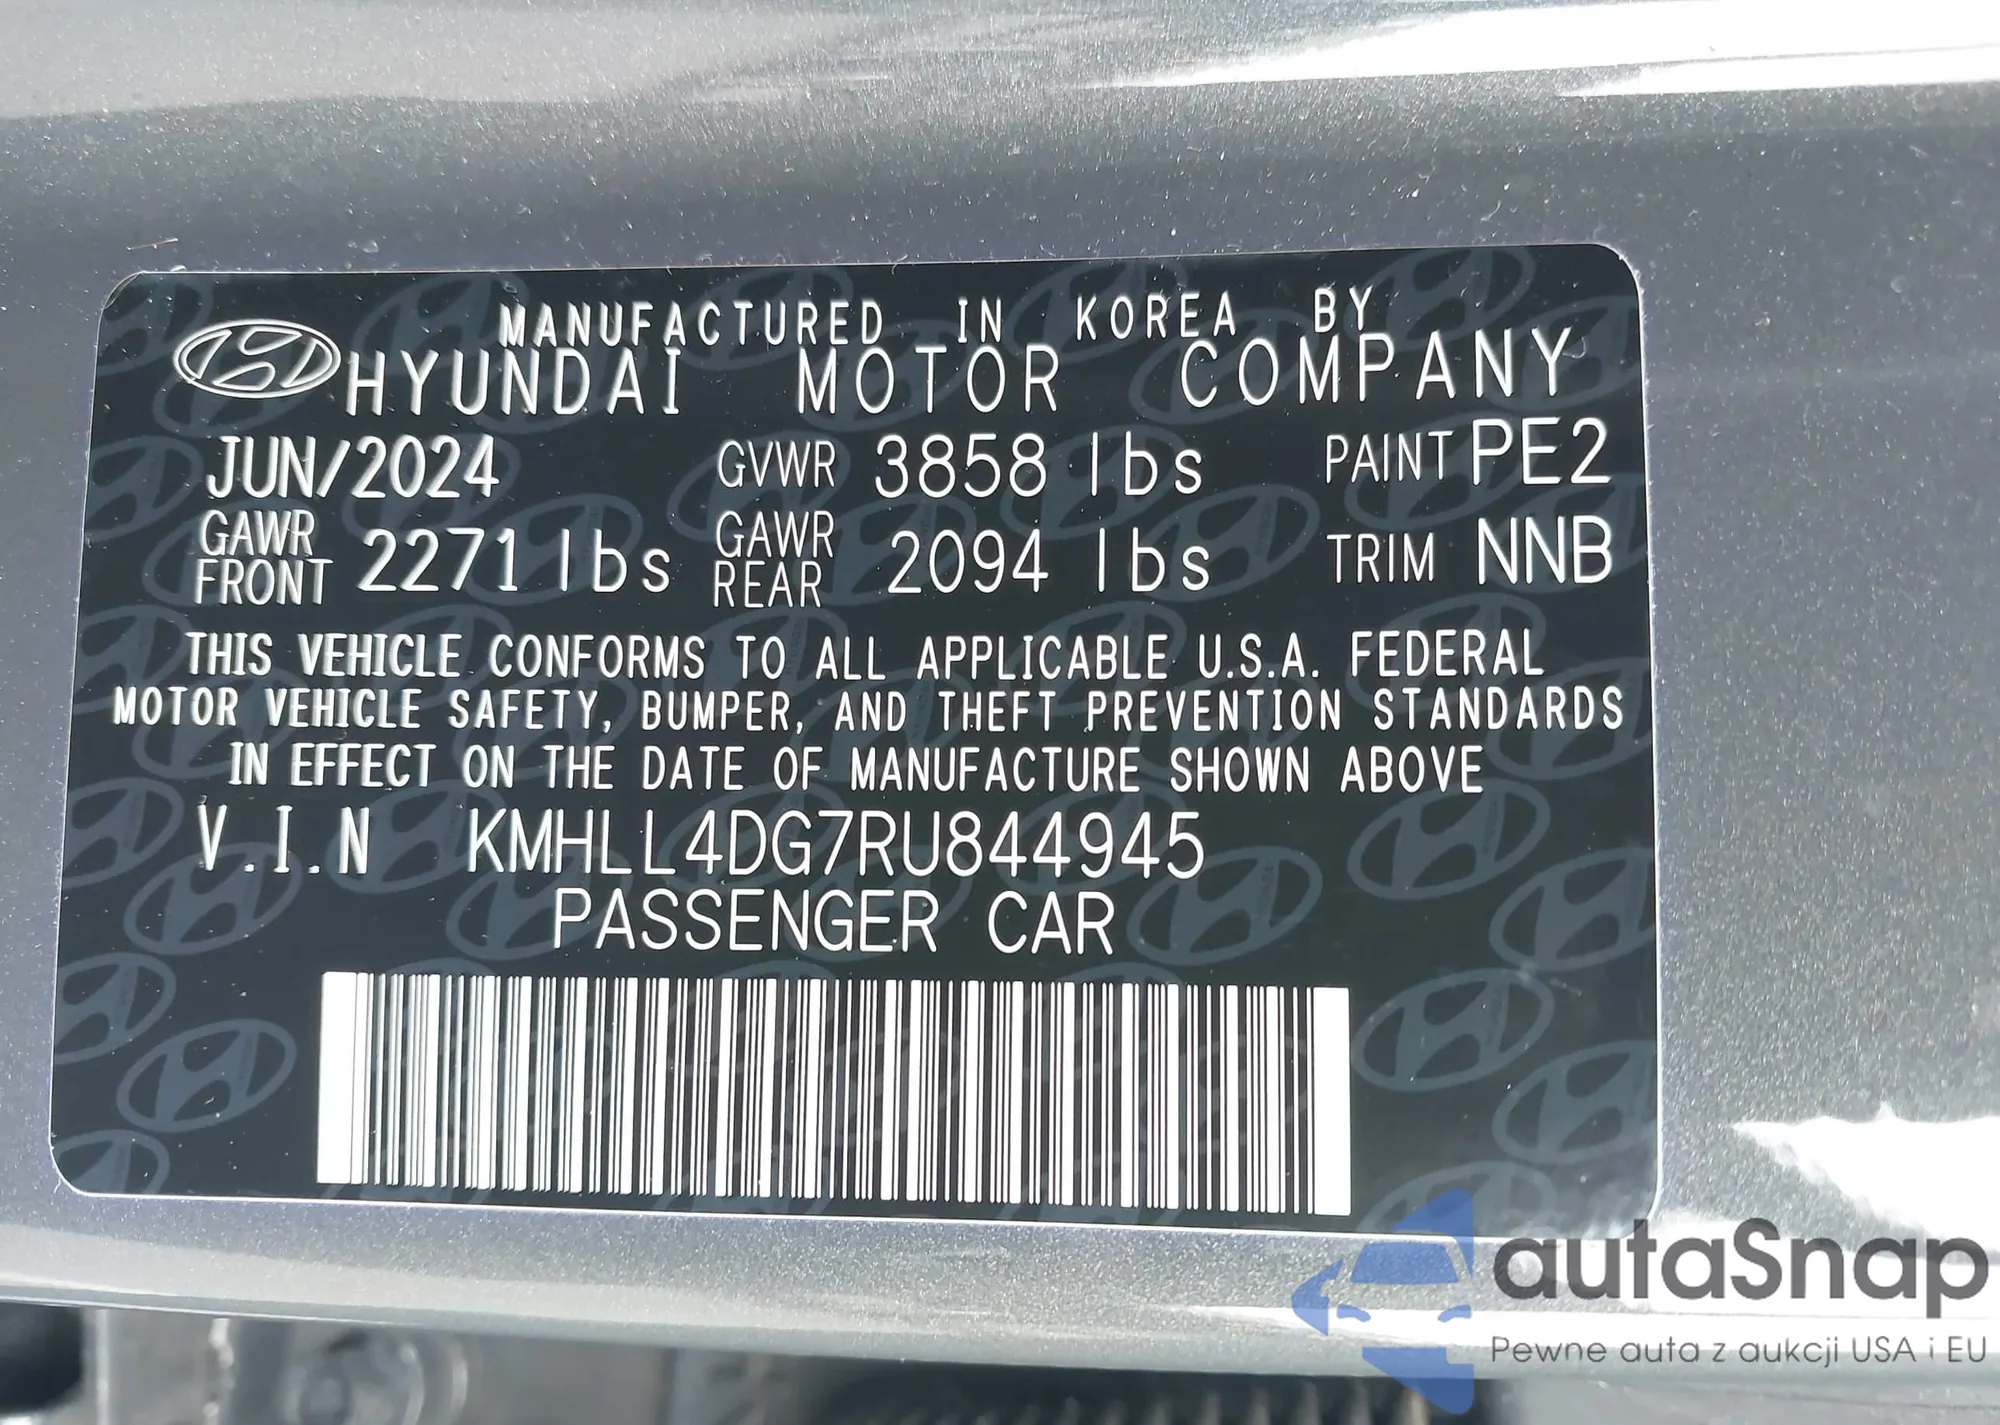 MANUFACTURED IN KOREA BY
HYUNDAI MOTOR COMPANY
JUN/2024 GVWR 3858 lbs PAINT PE2
GAWR FRONT 2271 lbs GAWR REAR 2094 lbs TRIM NNB
THIS VEHICLE CONFORMS TO ALL APPLICABLE U.S.A. FEDERAL
MOTOR VEHICLE SAFETY, BUMPER, AND THEFT PREVENTION STANDARDS
IN EFFECT ON THE DATE OF MANUFACTURE SHOWN ABOVE
V.I.N KMHLL4DG7RU844945
PASSENGER CAR
autaSnap
Pewne auta z aukcji USA i EU